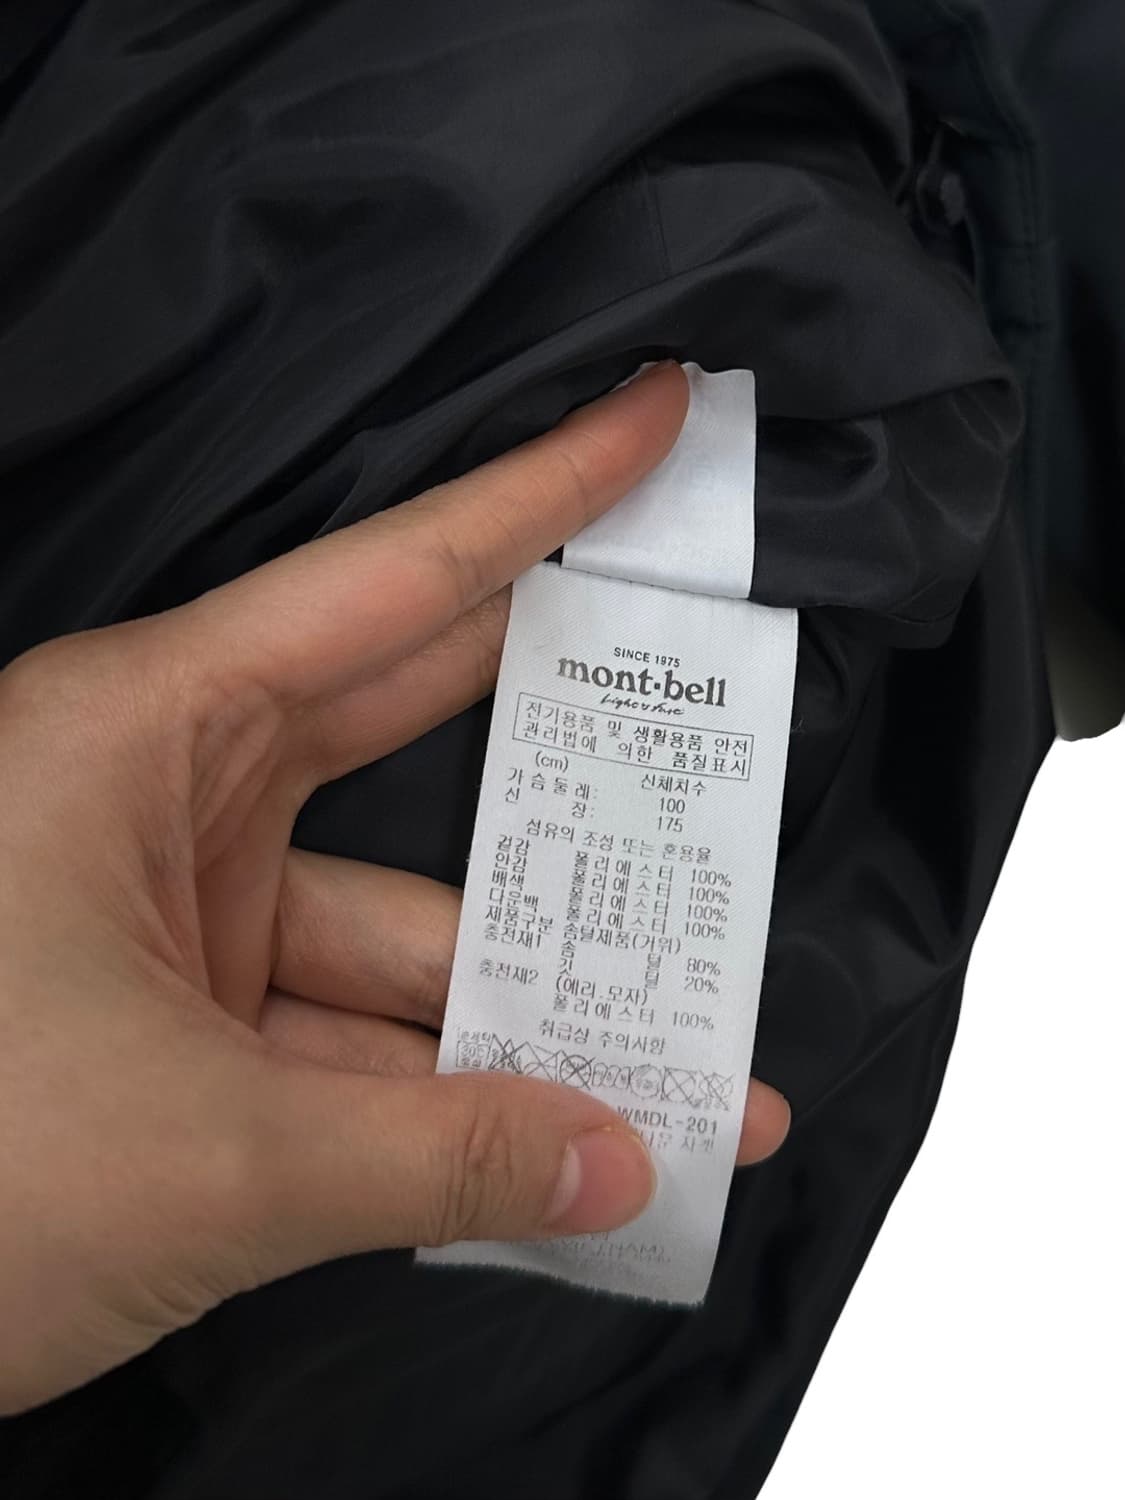 SINCE 1975
mont·bell
Light & Fast
전기용품 및 생활용품 안전
관리법에 의한 품질표시
(cm) 신체치수
가슴둘레: 100
신 장: 175
섬유의 조성 또는 혼용율
겉감 폴리에스터 100%
안감 폴리에스터 100%
배색 폴리에스터 100%
다운백 폴리에스터 100%
제품구분 솜털제품(거위)
충전재1 솜 털 80%
깃 털 20%
충전재2 (에리.모자)
폴리에스터 100%
취급상 주의사항
WMDL-201
다운 자켓